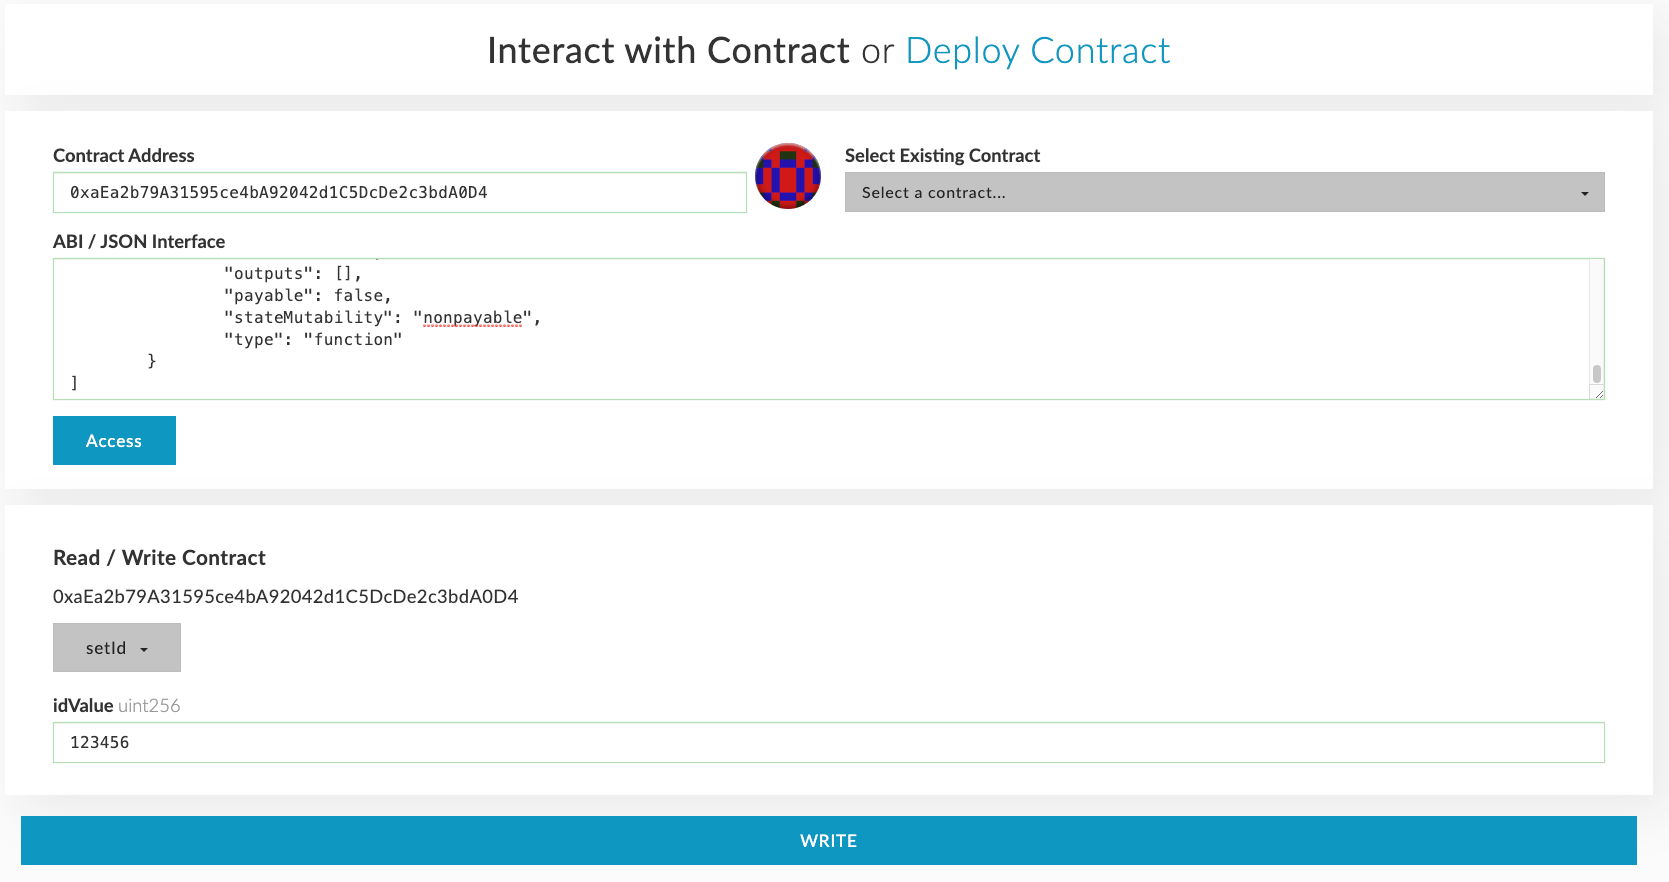 Interact with Contract or Deploy Contract
Contract Address
0xaEa2b79A31595ce4bA92042d1C5DcDe2c3bdA0D4
Select Existing Contract
Select a contract...
ABI / JSON Interface
"outputs": [],
"payable": false,
"stateMutability": "nonpayable",
"type": "function"
}
]
Access
Read / Write Contract
0xaEa2b79A31595ce4bA92042d1C5DcDe2c3bdA0D4
setId
idValue uint256
123456
WRITE